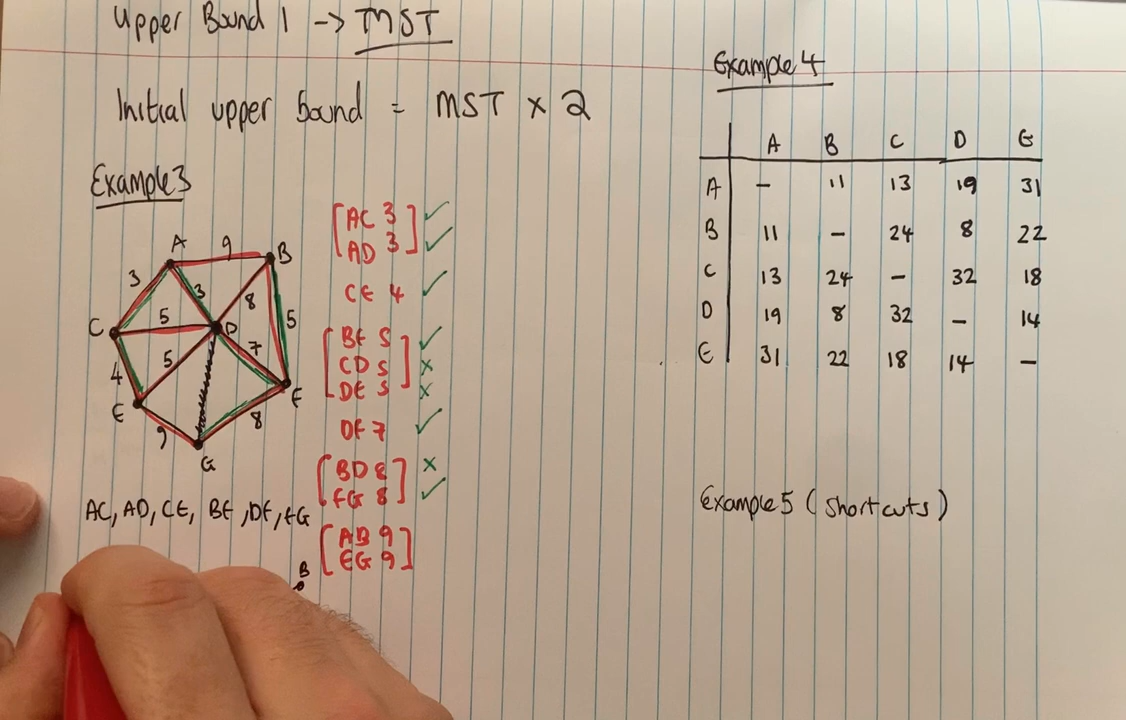 Upper Bound 1 -> MST
Initial upper bound = MST × 2
Example 3
A 9 B
3 3 8
C 5 D 5
5 7
4
E F
9 8
G
[AC 3 ✓
AD 3] ✓
CE 4 ✓
[BF 5 ✓
CD 5 ×
DE 5] ×
DF 7 ✓
[BD 8 ×
FG 8] ✓
[AB 9
EG 9]
AC, AD, CE, BF, DF, FG
B
Example 4
A B C D E
A – 11 13 19 31
B 11 – 24 8 22
C 13 24 – 32 18
D 19 8 32 – 14
E 31 22 18 14 –
Example 5 (shortcuts)